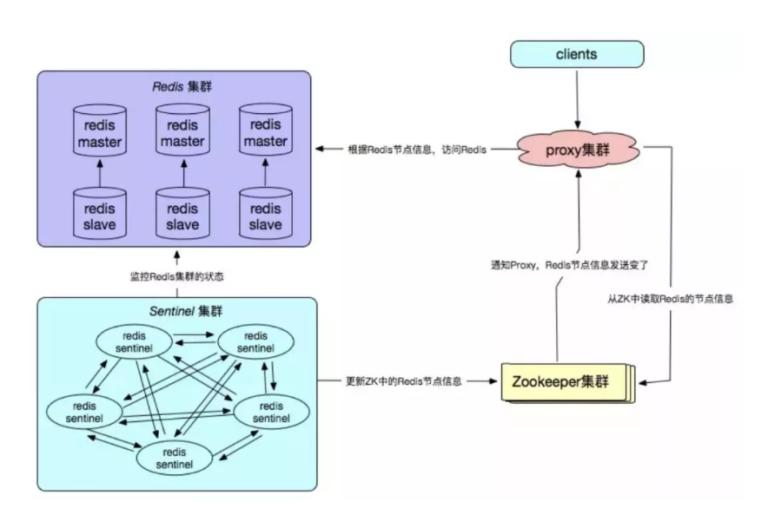 clients
Redis 集群
redis
master
redis
master
redis
master
redis
slave
redis
slave
redis
slave
根据Redis节点信息，访问Redis
proxy集群
通知Proxy，Redis节点信息发送变了
从ZK中读取Redis的节点信息
监控Redis集群的状态
Sentinel 集群
redis
sentinel
redis
sentinel
redis
sentinel
redis
sentinel
redis
sentinel
更新ZK中的Redis节点信息
Zookeeper集群